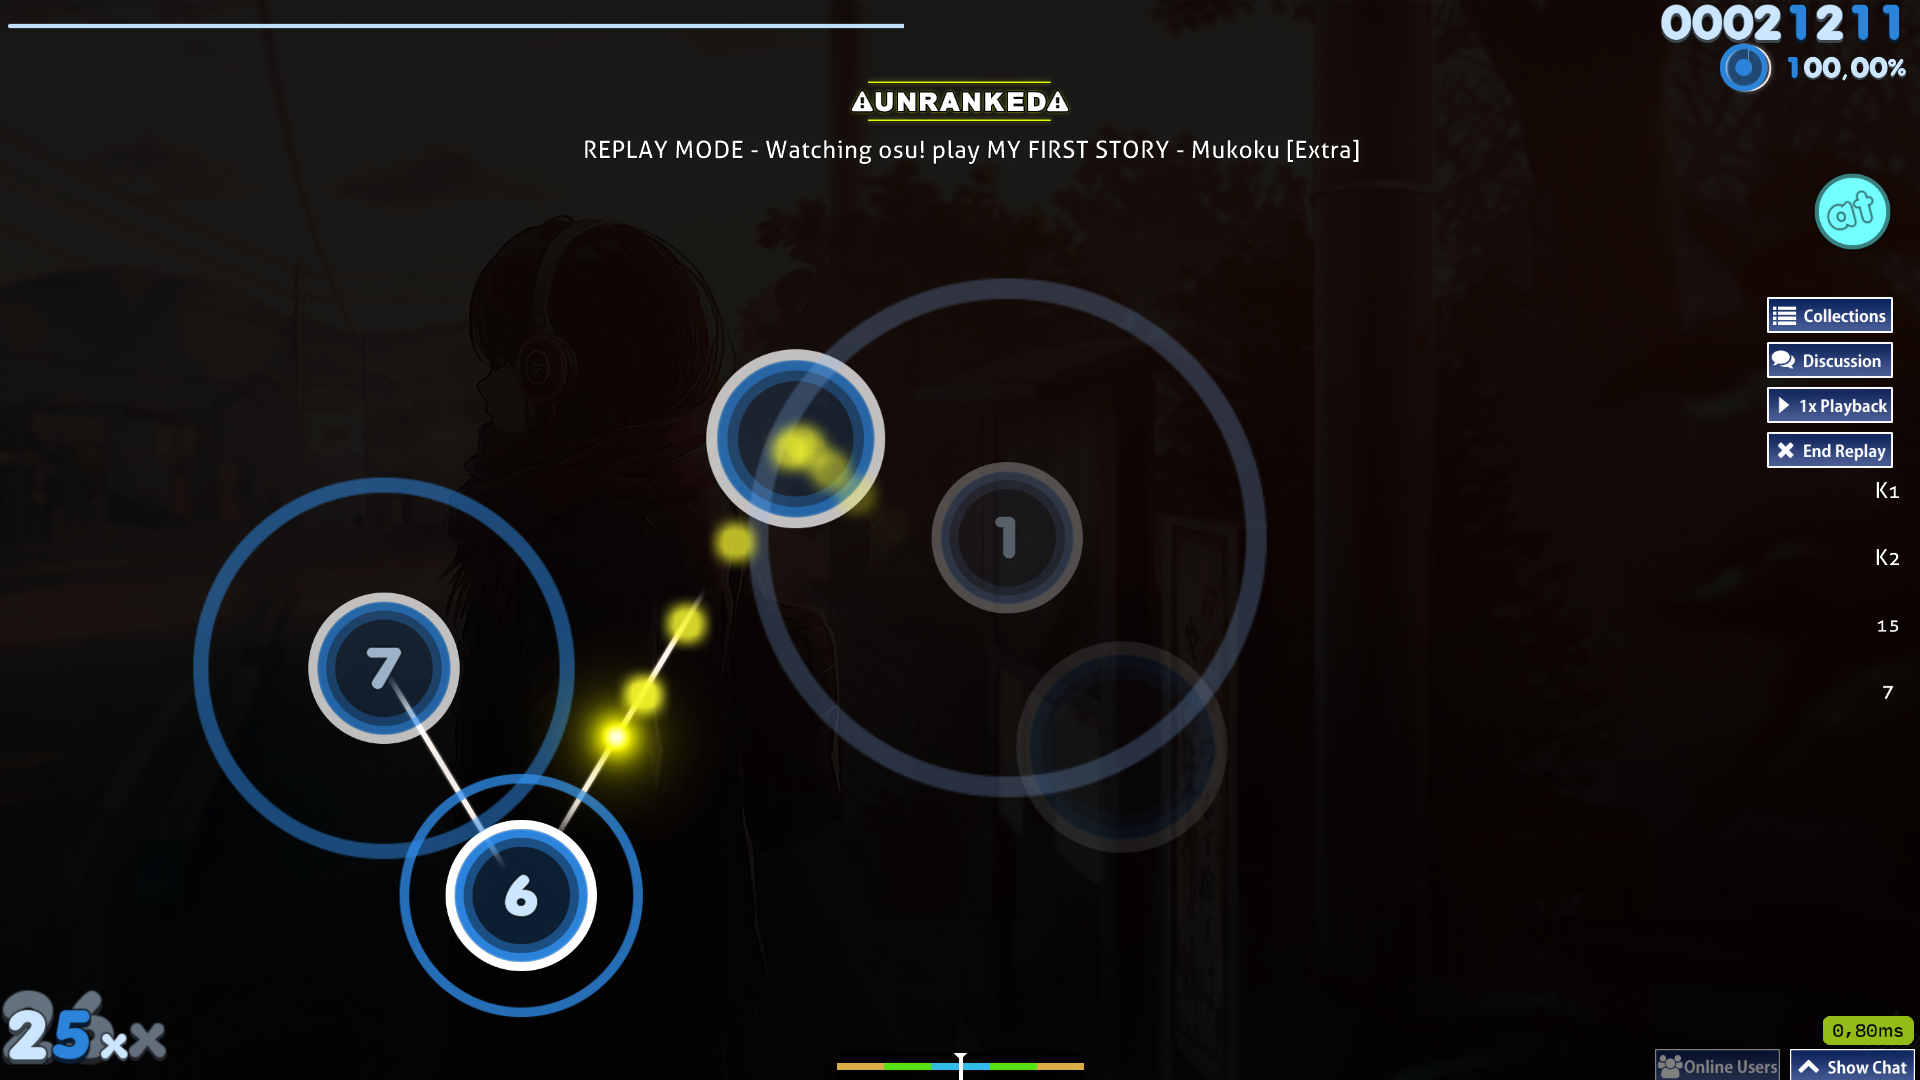 00021211
100,00%
⚠UNRANKED⚠
REPLAY MODE - Watching osu! play MY FIRST STORY - Mukoku [Extra]
at
Collections
Discussion
1x Playback
End Replay
K1
K2
15
7
1
7
6
25x
0,80ms
Online Users
Show Chat